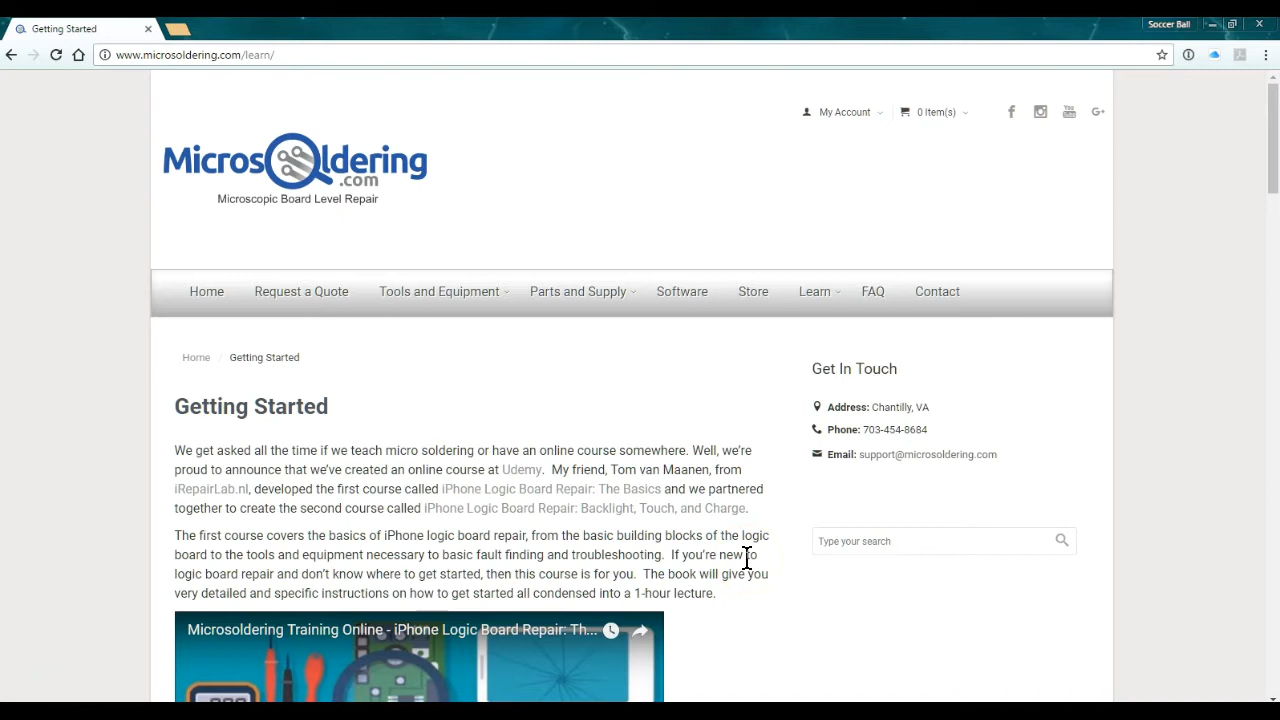 Getting Started
Soccer Ball
www.microsoldering.com/learn/
My Account
0 Item(s)
You Tube
G+
Microsoldering
.com
Microscopic Board Level Repair
Home
Request a Quote
Tools and Equipment
Parts and Supply
Software
Store
Learn
FAQ
Contact
Home / Getting Started
Getting Started
We get asked all the time if we teach micro soldering or have an online course somewhere. Well, we're
proud to announce that we've created an online course at Udemy. My friend, Tom van Maanen, from
iRepairLab.nl, developed the first course called iPhone Logic Board Repair: The Basics and we partnered
together to create the second course called iPhone Logic Board Repair: Backlight, Touch, and Charge.
The first course covers the basics of iPhone logic board repair, from the basic building blocks of the logic
board to the tools and equipment necessary to basic fault finding and troubleshooting. If you're new to
logic board repair and don't know where to get started, then this course is for you. The book will give you
very detailed and specific instructions on how to get started all condensed into a 1-hour lecture.
Microsoldering Training Online - iPhone Logic Board Repair: Th...
Get In Touch
Address: Chantilly, VA
Phone: 703-454-8684
Email: support@microsoldering.com
Type your search